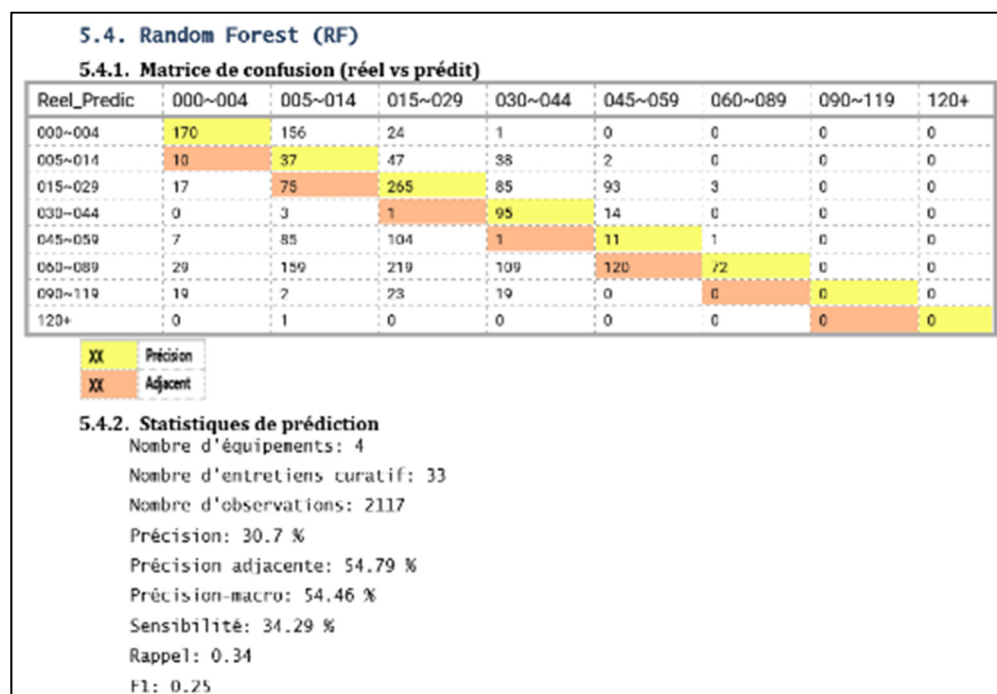 5.4. Random Forest (RF)
5.4.1. Matrice de confusion (réel vs prédit)
Reel_Predic 000~004 005~014 015~029 030~044 045~059 060~089 090~119 120+
000~004 170 156 24 1 0 0 0 0
005~014 10 37 47 38 2 0 0 0
015~029 17 75 265 85 93 3 0 0
030~044 0 3 1 95 14 0 0 0
045~059 7 85 104 1 11 1 0 0
060~089 29 159 219 109 120 72 0 0
090~119 19 2 23 19 0 0 0 0
120+ 0 1 0 0 0 0 0 0
XX Précision
XX Adjacent
5.4.2. Statistiques de prédiction
Nombre d'équipements: 4
Nombre d'entretiens curatif: 33
Nombre d'observations: 2117
Précision: 30.7 %
Précision adjacente: 54.79 %
Précision-macro: 54.46 %
Sensibilité: 34.29 %
Rappel: 0.34
F1: 0.25